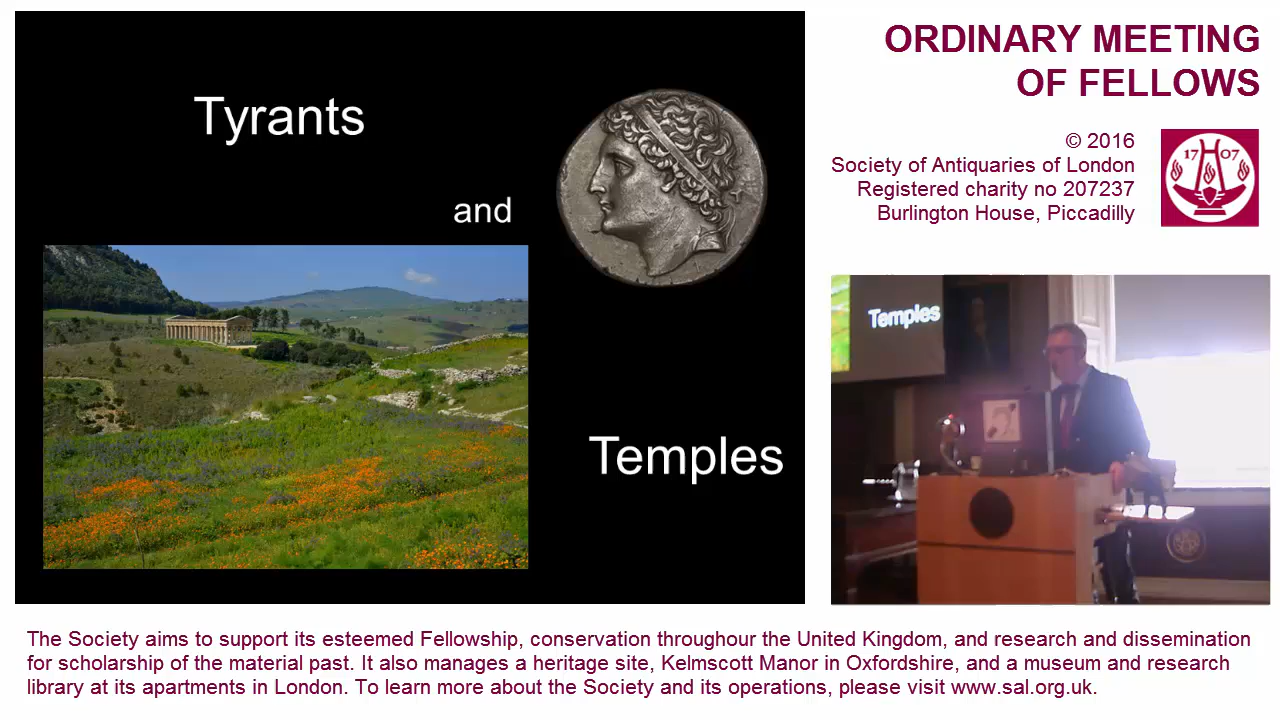 Tyrants
and
Temples
ORDINARY MEETING
OF FELLOWS
© 2016
Society of Antiquaries of London
Registered charity no 207237
Burlington House, Piccadilly
17 07
Temples
The Society aims to support its esteemed Fellowship, conservation throughour the United Kingdom, and research and dissemination
for scholarship of the material past. It also manages a heritage site, Kelmscott Manor in Oxfordshire, and a museum and research
library at its apartments in London. To learn more about the Society and its operations, please visit www.sal.org.uk.